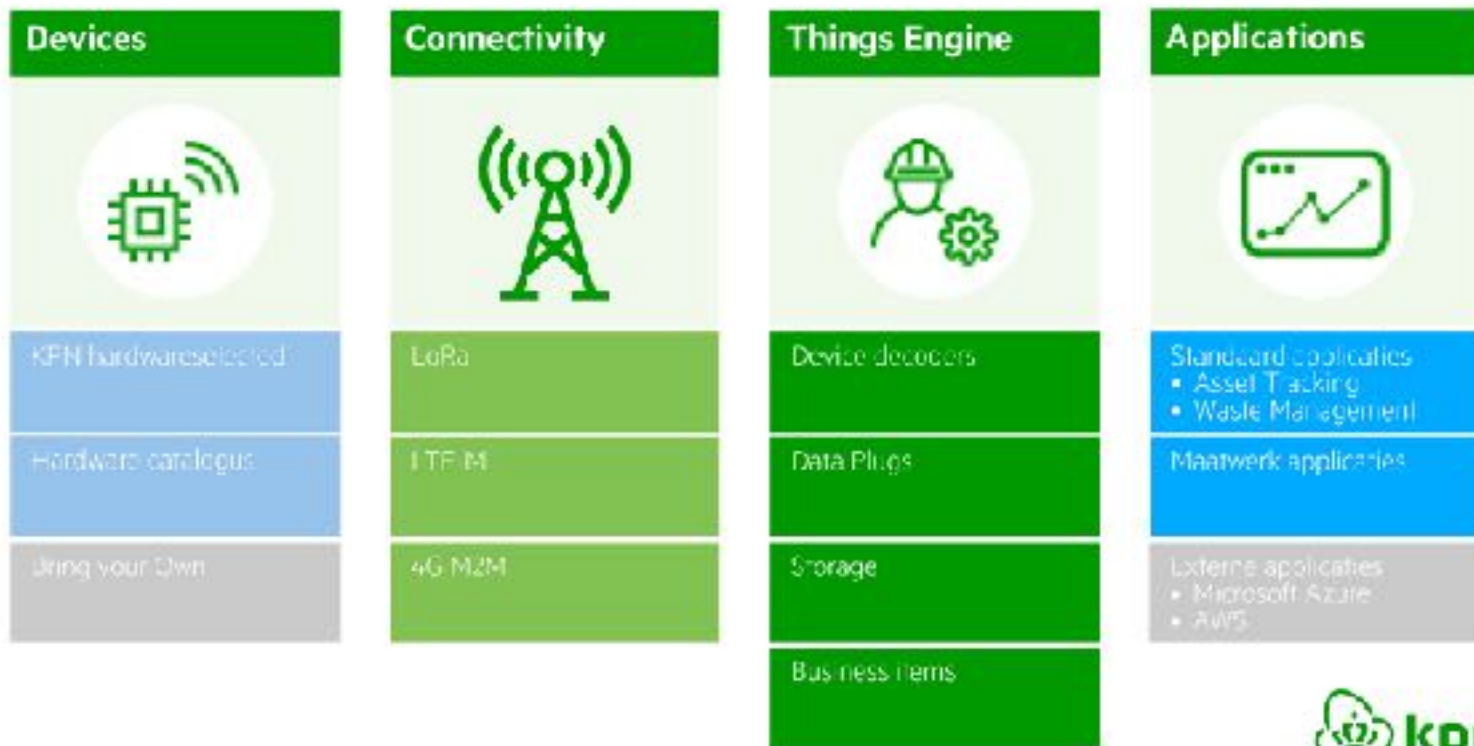 Devices
KPN hardwareselected
Hardware catalogus
Bring your Own
Connectivity
LoRa
LTE-M
4G M2M
Things Engine
Device decoders
Data Plugs
Storage
Business items
Applications
Standaard applicaties
• Asset Tracking
• Waste Management
Maatwerk applicaties
Externe applicaties
• Microsoft Azure
• AWS